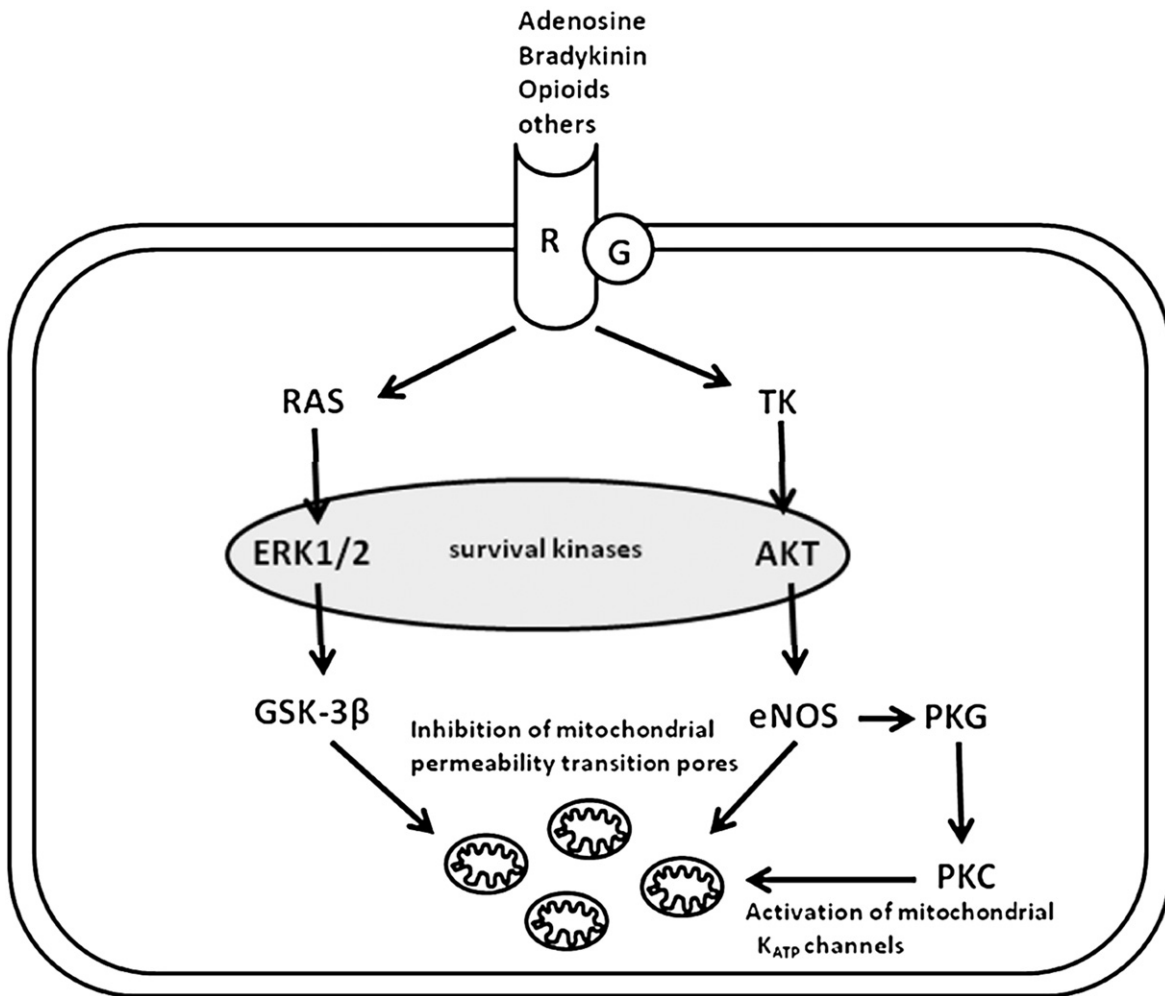 Adenosine
Bradykinin
Opioids
others
R
G
RAS
TK
ERK1/2
survival kinases
AKT
GSK-3β
eNOS
PKG
Inhibition of mitochondrial
permeability transition pores
PKC
Activation of mitochondrial
KATP channels